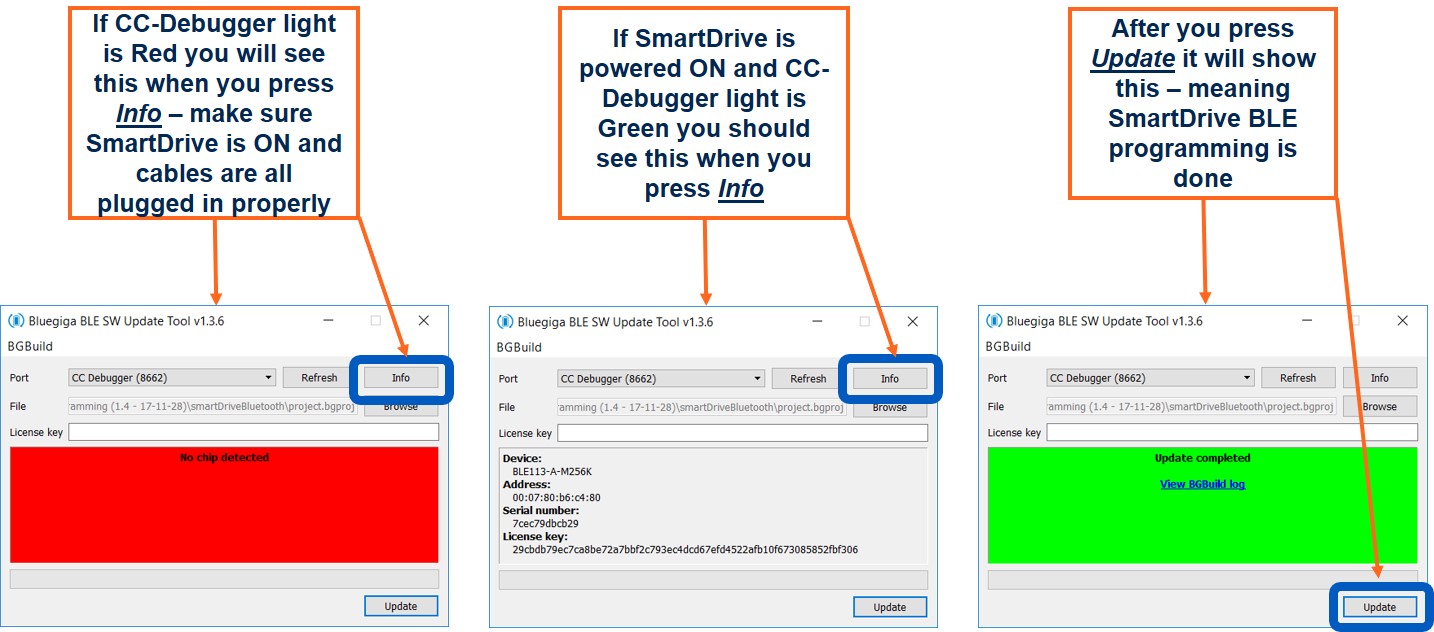 If CC-Debugger light
is Red you will see
this when you press
Info – make sure
SmartDrive is ON and
cables are all
plugged in properly
If SmartDrive is
powered ON and CC-
Debugger light is
Green you should
see this when you
press Info
After you press
Update it will show
this – meaning
SmartDrive BLE
programming is
done
Bluegiga BLE SW Update Tool v1.3.6
BGBuild
Port CC Debugger (8662) Refresh Info
File ramming (1.4 - 17-11-28)\smartDriveBluetooth\project.bgproj Browse
License key
No chip detected
Update
Bluegiga BLE SW Update Tool v1.3.6
BGBuild
Port CC Debugger (8662) Refresh Info
File ramming (1.4 - 17-11-28)\smartDriveBluetooth\project.bgproj Browse
License key
Device:
BLE113-A-M256K
Address:
00:07:80:b6:c4:80
Serial number:
7cec79dbcb29
License key:
29cbdb79ec7ca8be72a7bbf2c793ec4dcd67efd4522afb10f673085852fbf306
Update
Bluegiga BLE SW Update Tool v1.3.6
BGBuild
Port CC Debugger (8662) Refresh Info
File ramming (1.4 - 17-11-28)\smartDriveBluetooth\project.bgproj Browse
License key
Update completed
View BGBuild log
Update